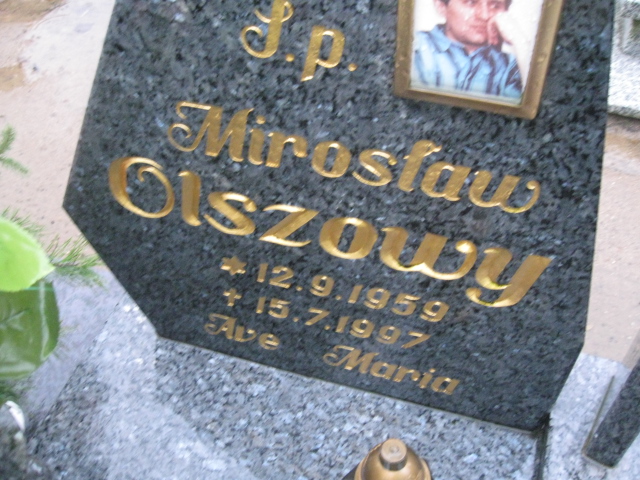 Ś.p.
Mirosław
Olszowy
* 12.9.1959
+ 15.7.1997
Ave Maria